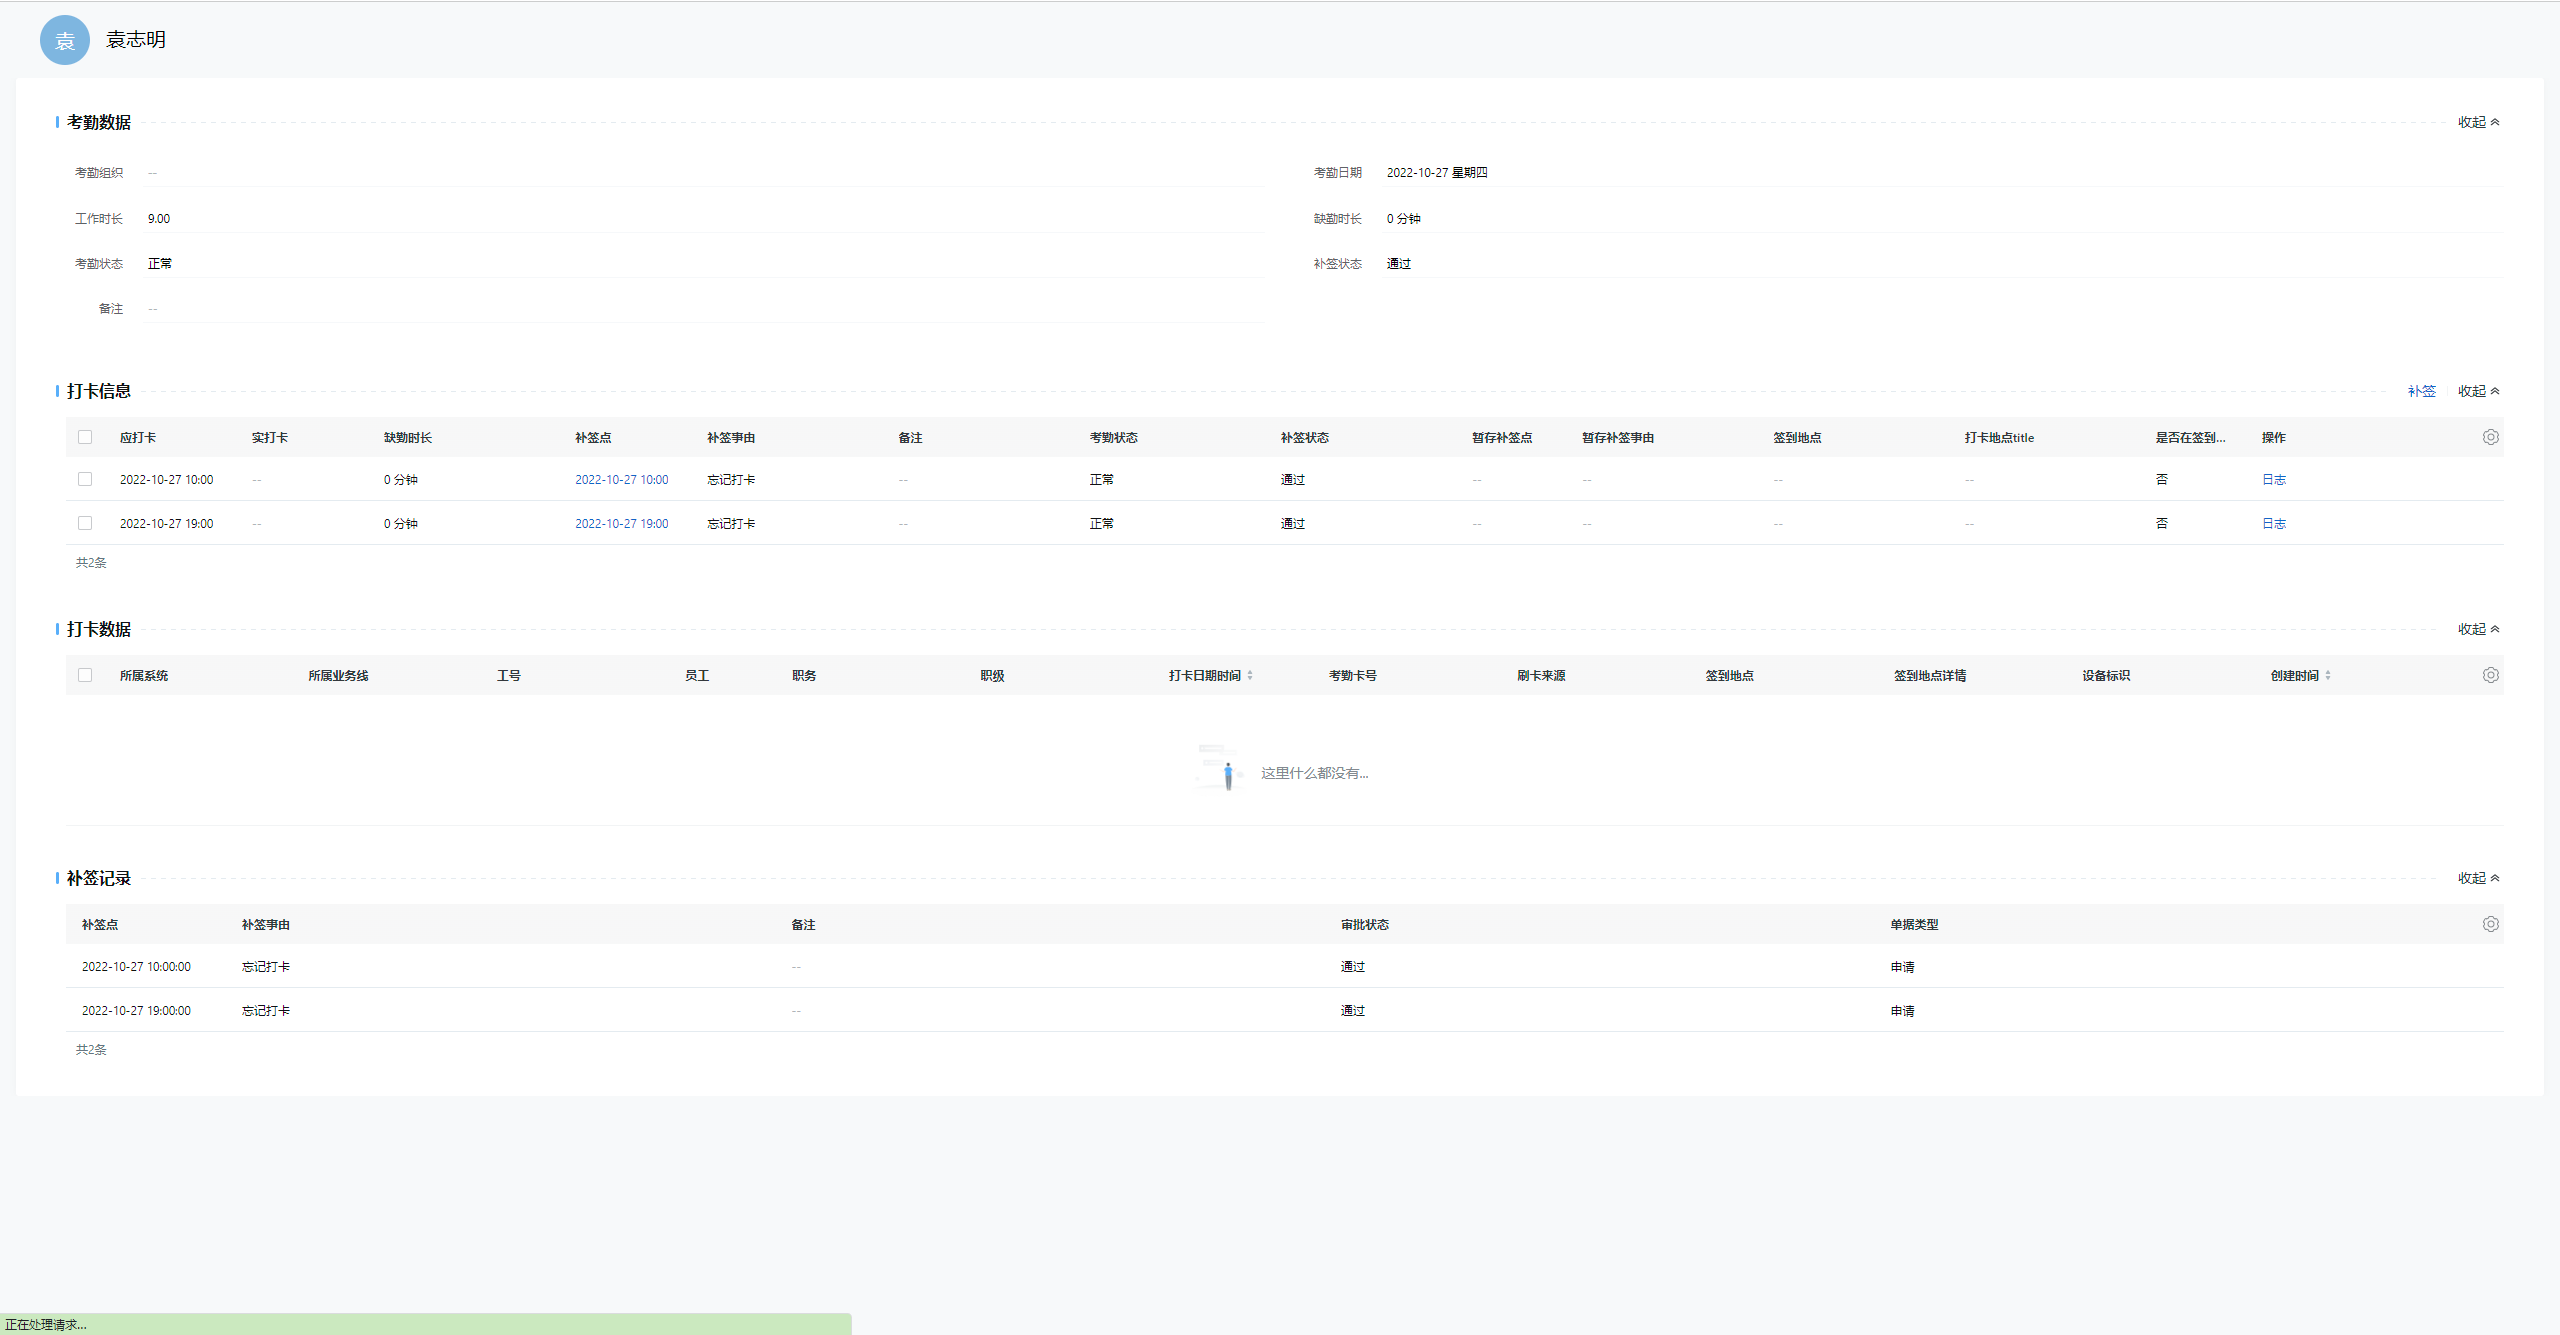 袁 袁志明
考勤数据 收起
考勤组织 -- 考勤日期 2022-10-27 星期四
工作时长 9.00 缺勤时长 0 分钟
考勤状态 正常 补签状态 通过
备注 --
打卡信息 补签 收起
应打卡 实打卡 缺勤时长 补签点 补签事由 备注 考勤状态 补签状态 暂存补签点 暂存补签事由 签到地点 打卡地点title 是否在签到... 操作
2022-10-27 10:00 -- 0 分钟 2022-10-27 10:00 忘记打卡 -- 正常 通过 -- -- -- -- 否 日志
2022-10-27 19:00 -- 0 分钟 2022-10-27 19:00 忘记打卡 -- 正常 通过 -- -- -- -- 否 日志
共2条
打卡数据 收起
所属系统 所属业务线 工号 员工 职务 职级 打卡日期时间 考勤卡号 刷卡来源 签到地点 签到地点详情 设备标识 创建时间
这里什么都没有...
补签记录 收起
补签点 补签事由 备注 审批状态 单据类型
2022-10-27 10:00:00 忘记打卡 -- 通过 申请
2022-10-27 19:00:00 忘记打卡 -- 通过 申请
共2条
正在处理请求...